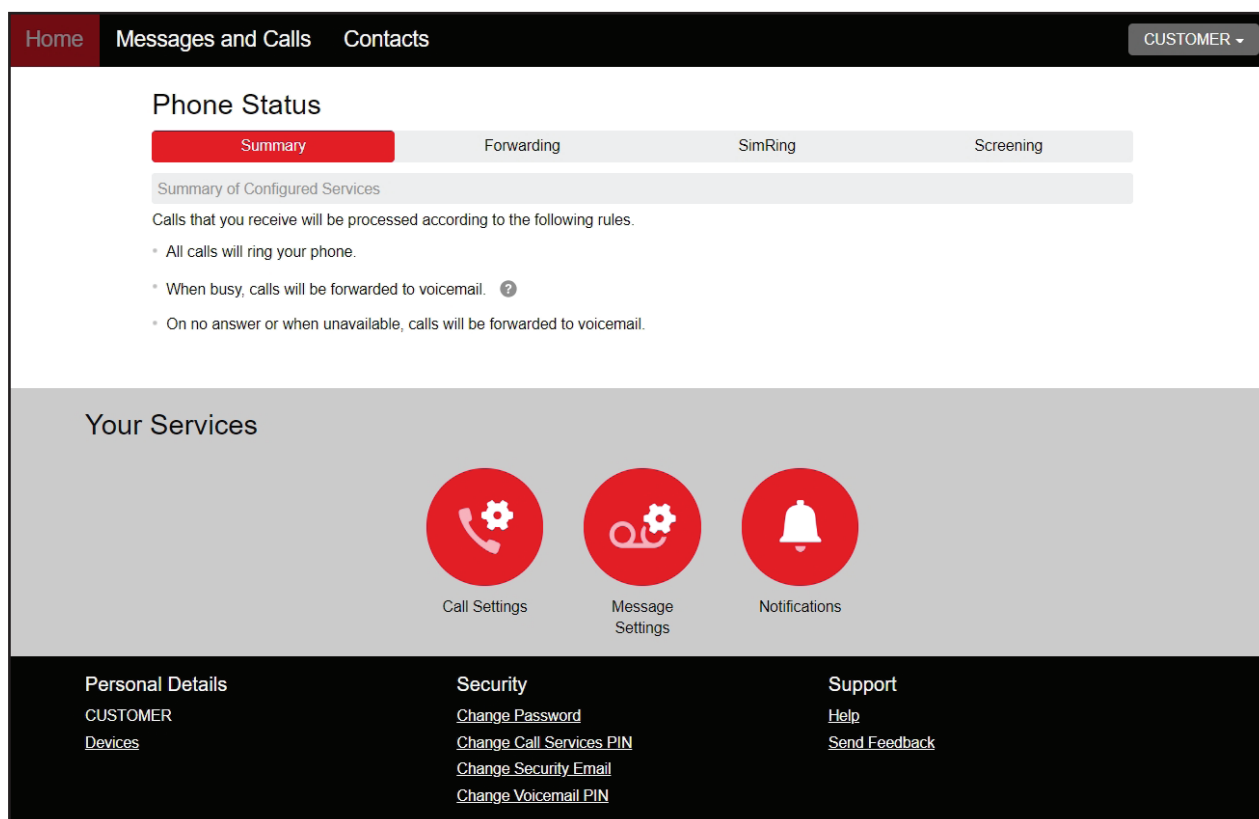 Home Messages and Calls Contacts CUSTOMER
Phone Status
Summary Forwarding SimRing Screening
Summary of Configured Services
Calls that you receive will be processed according to the following rules.
All calls will ring your phone.
When busy, calls will be forwarded to voicemail. ?
On no answer or when unavailable, calls will be forwarded to voicemail.
Your Services
Call Settings
Message
Settings
Notifications
Personal Details
CUSTOMER
Devices
Security
Change Password
Change Call Services PIN
Change Security Email
Change Voicemail PIN
Support
Help
Send Feedback